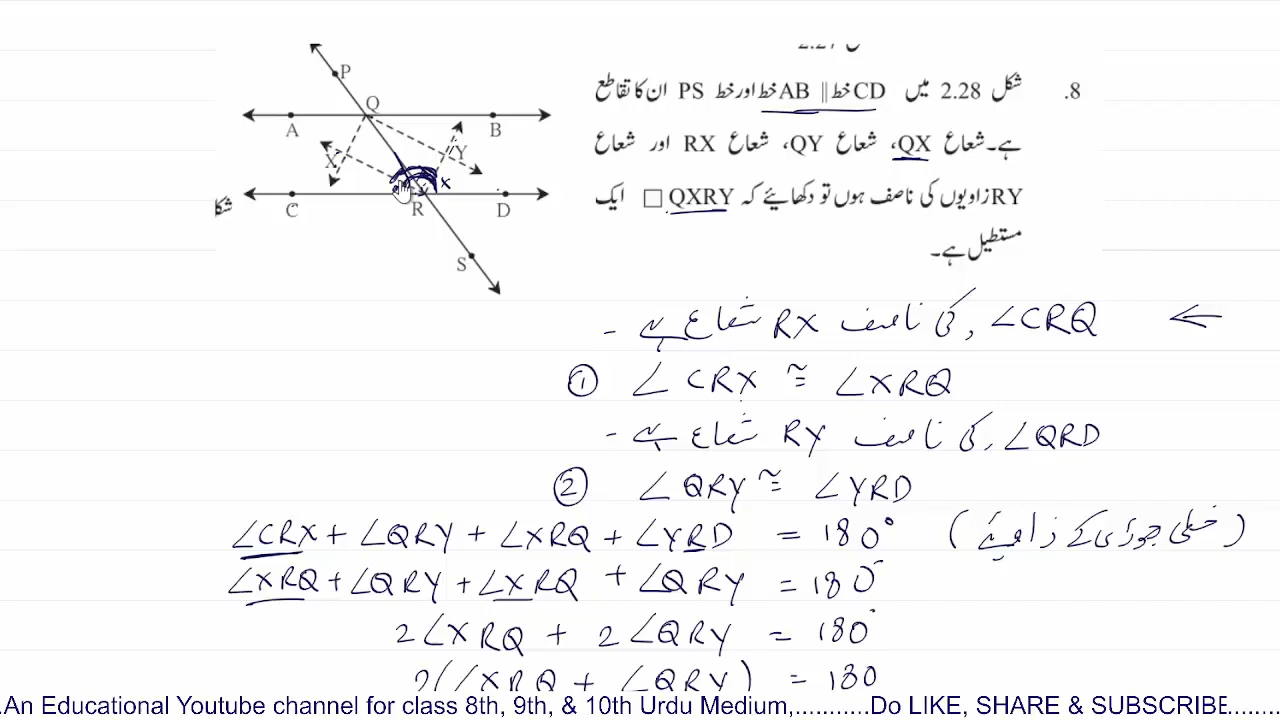 P
Q
A B
X Y x
C R D
S
8. شکل 2.28 میں خط AB || خط CD اور خط PS ان کا تقاطع
ہے۔ شعاع QX، شعاع QY، شعاع RX اور شعاع
RY زاویوں کی ناصف ہوں تو دکھائیے کہ □ QXRY ایک
مستطیل ہے۔
← ∠CRQ کی ناصف RX شعاع ہے -
① ∠CRX ≅ ∠XRQ
∠QRD کی ناصف RY شعاع ہے -
② ∠QRY ≅ ∠YRD
∠CRX + ∠QRY + ∠XRQ + ∠YRD = 180° (خطی جوڑی کے زاویئے)
∠XRQ + ∠QRY + ∠XRQ + ∠QRY = 180°
2∠XRQ + 2∠QRY = 180°
2(∠XRQ + ∠QRY) = 180
.An Educational Youtube channel for class 8th, 9th, & 10th Urdu Medium,...........Do LIKE, SHARE & SUBSCRIBE........